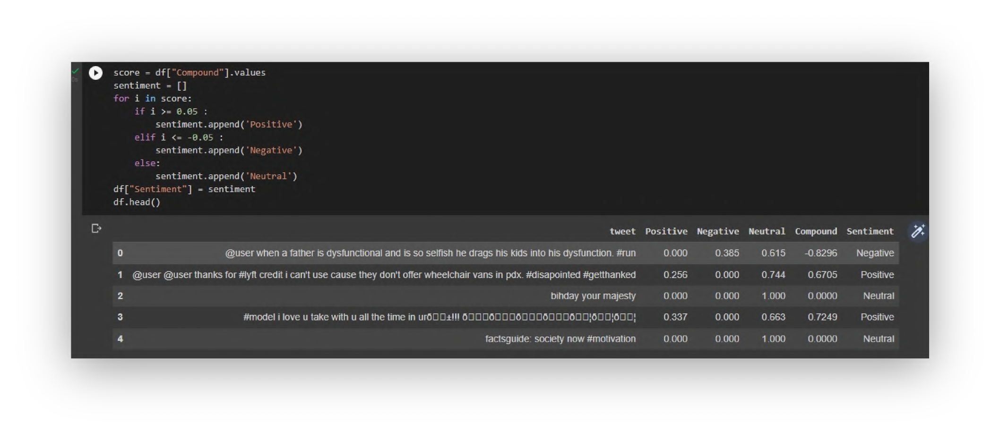 score = df["Compound"].values
0s
sentiment = []
for i in score:
    if i >= 0.05 :
        sentiment.append('Positive')
    elif i <= -0.05 :
        sentiment.append('Negative')
    else:
        sentiment.append('Neutral')
df["Sentiment"] = sentiment
df.head()
tweet Positive Negative Neutral Compound Sentiment
0 @user when a father is dysfunctional and is so selfish he drags his kids into his dysfunction. #run 0.000 0.385 0.615 -0.8296 Negative
1 @user @user thanks for #lyft credit i can't use cause they don't offer wheelchair vans in pdx. #disapointed #getthanked 0.256 0.000 0.744 0.6705 Positive
2 bihday your majesty 0.000 0.000 1.000 0.0000 Neutral
3 #model i love u take with u all the time in urð□□±!!! ð□□□ð□□□ð□□□ð□□□ð□□¦ð□□¦ð□□¦ 0.337 0.000 0.663 0.7249 Positive
4 factsguide: society now #motivation 0.000 0.000 1.000 0.0000 Neutral